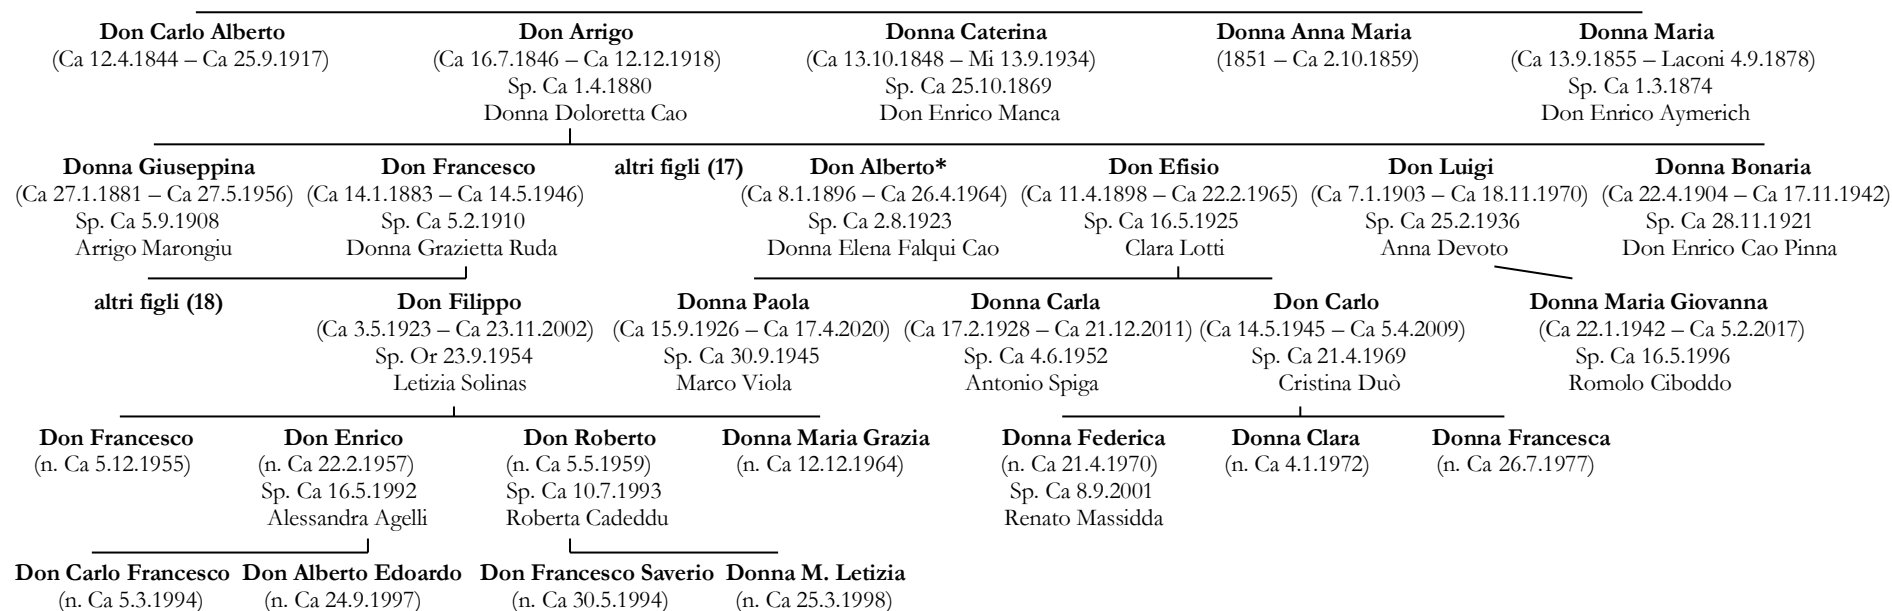 Don Carlo Alberto Don Arrigo Donna Caterina Donna Anna Maria Donna Maria
(Ca 12.4.1844 – Ca 25.9.1917) (Ca 16.7.1846 – Ca 12.12.1918) (Ca 13.10.1848 – Mi 13.9.1934) (1851 – Ca 2.10.1859) (Ca 13.9.1855 – Laconi 4.9.1878)
Sp. Ca 1.4.1880 Sp. Ca 25.10.1869 Sp. Ca 1.3.1874
Donna Doloretta Cao Don Enrico Manca Don Enrico Aymerich
Donna Giuseppina Don Francesco altri figli (17) Don Alberto* Don Efisio Don Luigi Donna Bonaria
(Ca 27.1.1881 – Ca 27.5.1956) (Ca 14.1.1883 – Ca 14.5.1946) (Ca 8.1.1896 – Ca 26.4.1964) (Ca 11.4.1898 – Ca 22.2.1965) (Ca 7.1.1903 – Ca 18.11.1970) (Ca 22.4.1904 – Ca 17.11.1942)
Sp. Ca 5.9.1908 Sp. Ca 5.2.1910 Sp. Ca 2.8.1923 Sp. Ca 16.5.1925 Sp. Ca 25.2.1936 Sp. Ca 28.11.1921
Arrigo Marongiu Donna Grazietta Ruda Donna Elena Falqui Cao Clara Lotti Anna Devoto Don Enrico Cao Pinna
altri figli (18) Don Filippo Donna Paola Donna Carla Don Carlo Donna Maria Giovanna
(Ca 3.5.1923 – Ca 23.11.2002) (Ca 15.9.1926 – Ca 17.4.2020) (Ca 17.2.1928 – Ca 21.12.2011) (Ca 14.5.1945 – Ca 5.4.2009) (Ca 22.1.1942 – Ca 5.2.2017)
Sp. Or 23.9.1954 Sp. Ca 30.9.1945 Sp. Ca 4.6.1952 Sp. Ca 21.4.1969 Sp. Ca 16.5.1996
Letizia Solinas Marco Viola Antonio Spiga Cristina Duò Romolo Ciboddo
Don Francesco Don Enrico Don Roberto Donna Maria Grazia Donna Federica Donna Clara Donna Francesca
(n. Ca 5.12.1955) (n. Ca 22.2.1957) (n. Ca 5.5.1959) (n. Ca 12.12.1964) (n. Ca 21.4.1970) (n. Ca 4.1.1972) (n. Ca 26.7.1977)
Sp. Ca 16.5.1992 Sp. Ca 10.7.1993 Sp. Ca 8.9.2001
Alessandra Agelli Roberta Cadeddu Renato Massidda
Don Carlo Francesco Don Alberto Edoardo Don Francesco Saverio Donna M. Letizia
(n. Ca 5.3.1994) (n. Ca 24.9.1997) (n. Ca 30.5.1994) (n. Ca 25.3.1998)